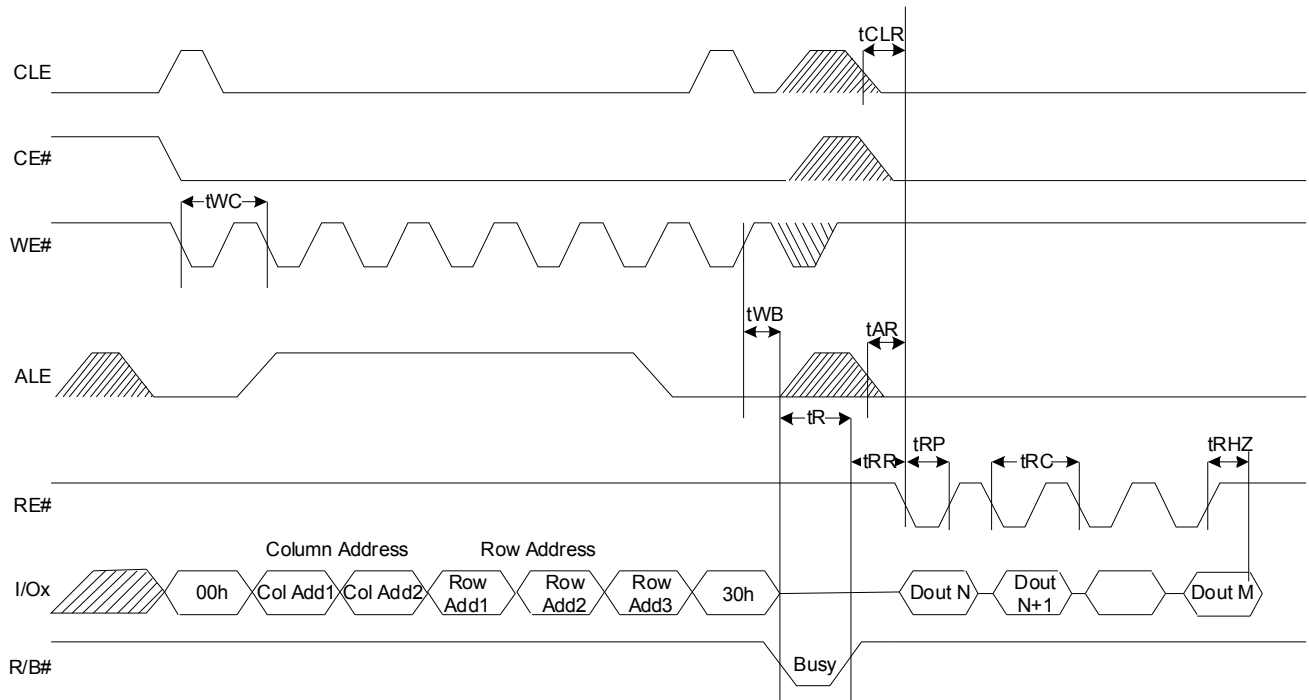 tCLR
CLE
CE#
tWC
WE#
tWB
tAR
ALE
tR
tRR
tRP
tRC
tRHZ
RE#
Column Address
Row Address
I/Ox
00h
Col Add1
Col Add2
Row
Add1
Row
Add2
Row
Add3
30h
Dout N
Dout
N+1
Dout M
R/B#
Busy